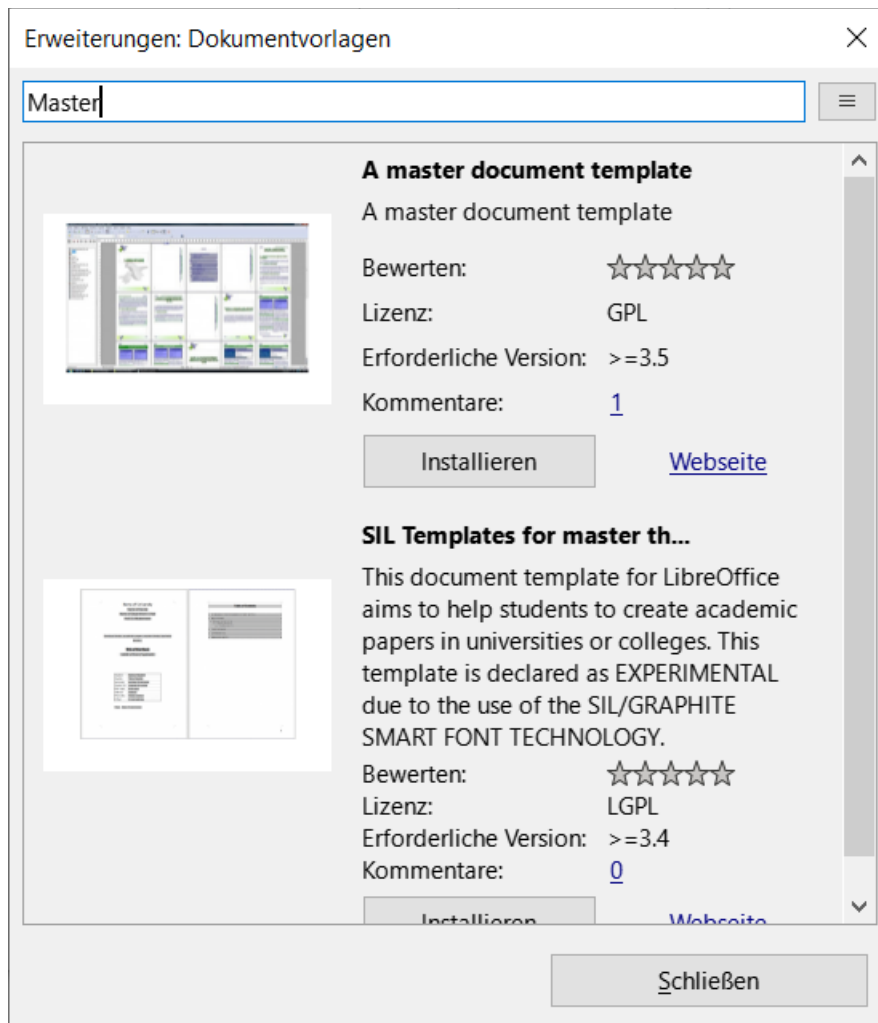 Erweiterungen: Dokumentvorlagen
Master
A master document template
A master document template
Bewerten:
Lizenz: GPL
Erforderliche Version: >=3.5
Kommentare: 1
Installieren Webseite
SIL Templates for master th...
This document template for LibreOffice
aims to help students to create academic
papers in universities or colleges. This
template is declared as EXPERIMENTAL
due to the use of the SIL/GRAPHITE
SMART FONT TECHNOLOGY.
Bewerten:
Lizenz: LGPL
Erforderliche Version: >=3.4
Kommentare: 0
Installieren Webseite
Schließen